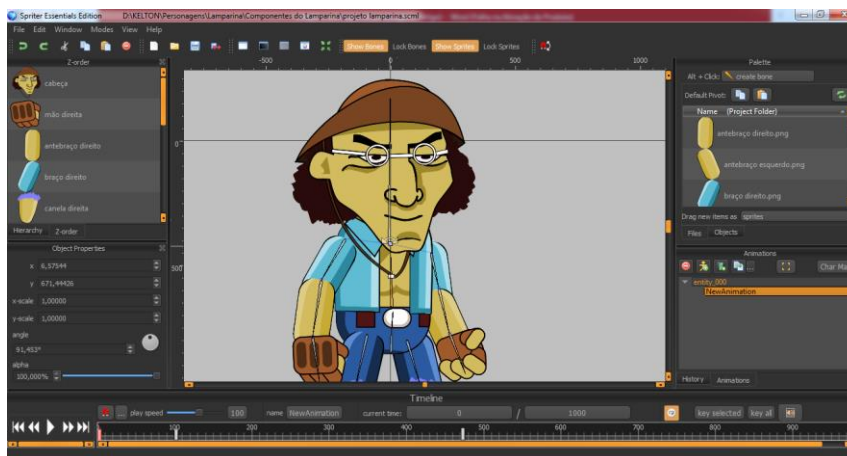 Spriter Essentials Edition D:\KELTON\Personagens\Lamparina\Componentes do Lamparina\projeto lamparina.scml
File Edit Window Modes View Help
Show Bones Lock Bones Show Sprites Lock Sprites
Z-order
cabeça
mão direita
antebraço direito
braço direito
canela direita
Hierarchy Z-order
Object Properties
x 6,57544
y 671,44426
x-scale 1,00000
y-scale 1,00000
angle
91,453°
alpha
100,000%
-500 0 500 1000
0
500
Palette
Alt + Click: create bone
Default Pivot:
Name (Project Folder)
antebraço direito.png
antebraço esquerdo.png
braço direito.png
Drag new items as sprites
Files Objects
Animations
Char Ma
entity_000
NewAnimation
History Animations
Timeline
... play speed 100 name NewAnimation current time: 0 / 1000 key selected key all
100 200 300 400 500 600 700 800 900